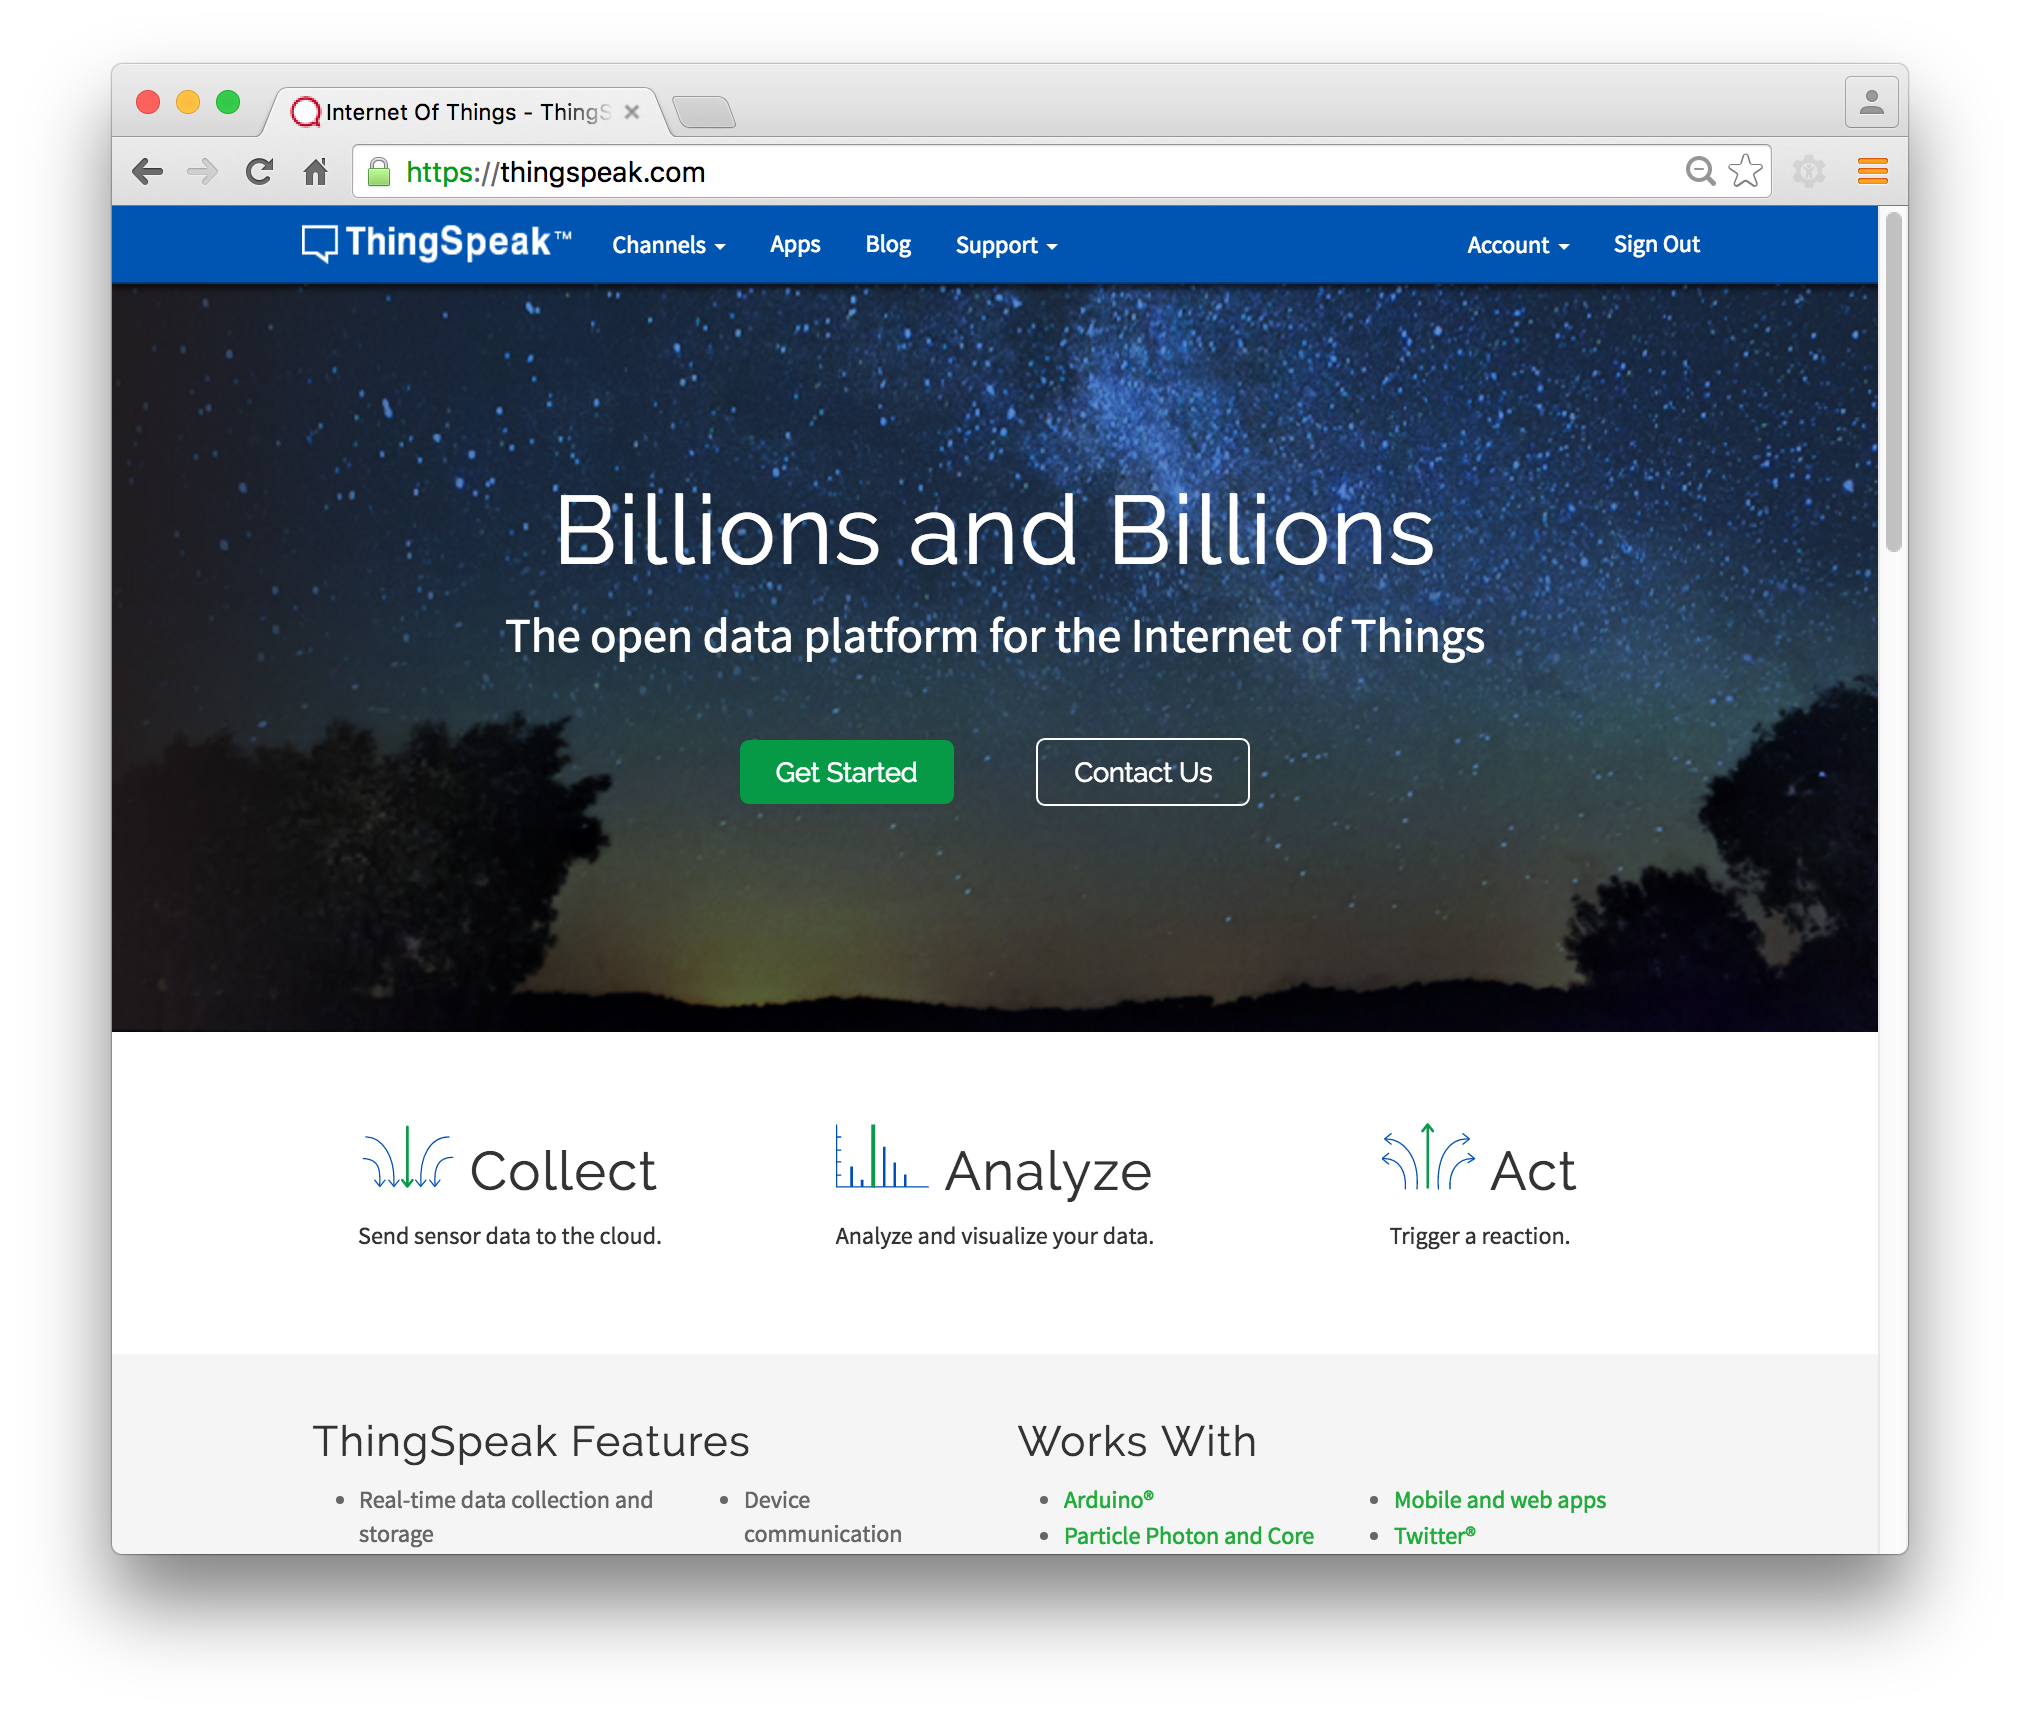 Internet Of Things - ThingS
https://thingspeak.com
ThingSpeak™ Channels Apps Blog Support Account Sign Out
Billions and Billions
The open data platform for the Internet of Things
Get Started Contact Us
Collect Analyze Act
Send sensor data to the cloud. Analyze and visualize your data. Trigger a reaction.
ThingSpeak Features
• Real-time data collection and
storage
• Device
communication
Works With
• Arduino®
• Particle Photon and Core
• Mobile and web apps
• Twitter®